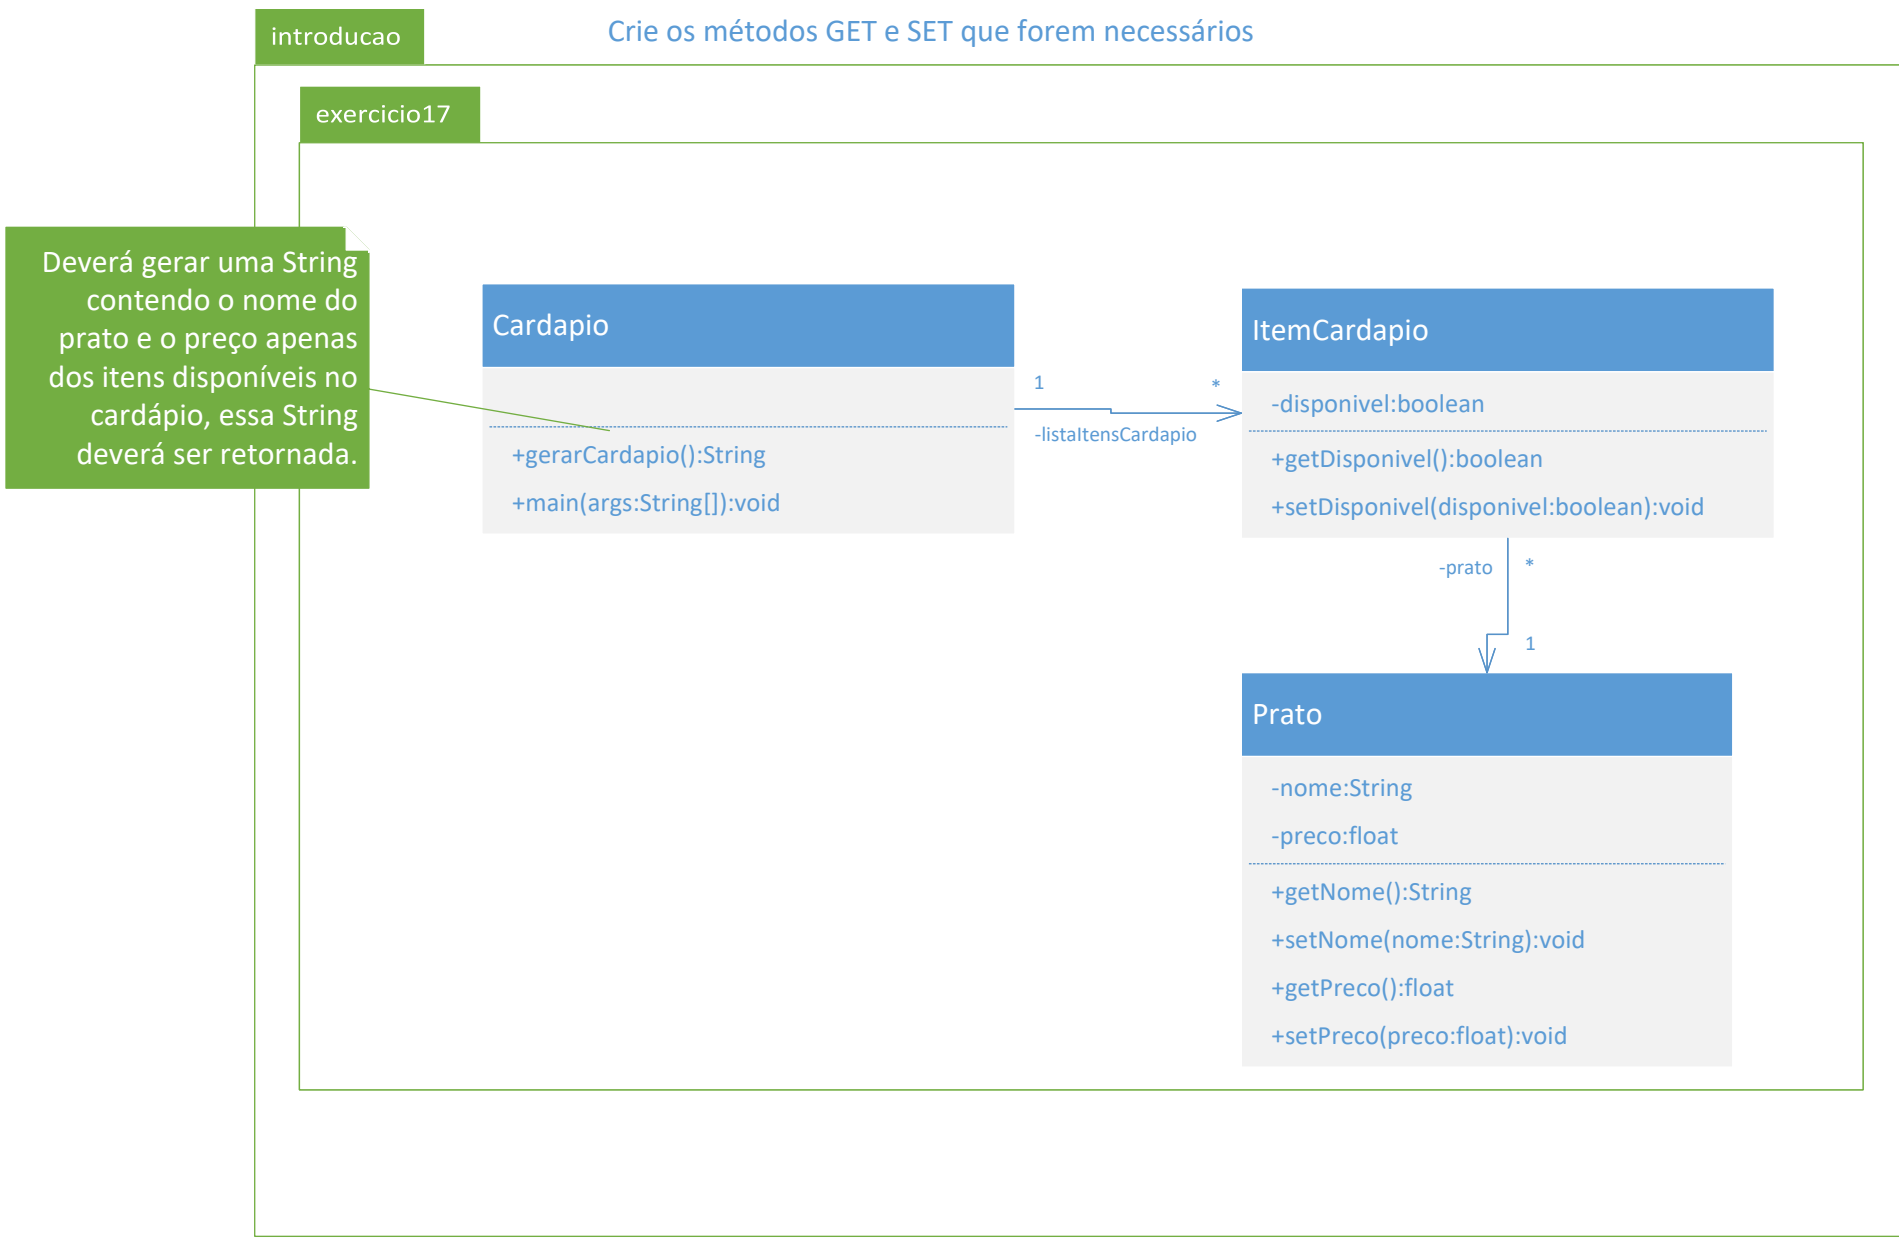 introducao
Crie os métodos GET e SET que forem necessários
exercicio17
Deverá gerar uma String
contendo o nome do
prato e o preço apenas
dos itens disponíveis no
cardápio, essa String
deverá ser retornada.
Cardapio
+gerarCardapio():String
+main(args:String[]):void
1
*
-listaItensCardapio
ItemCardapio
-disponivel:boolean
+getDisponivel():boolean
+setDisponivel(disponivel:boolean):void
-prato
*
1
Prato
-nome:String
-preco:float
+getNome():String
+setNome(nome:String):void
+getPreco():float
+setPreco(preco:float):void